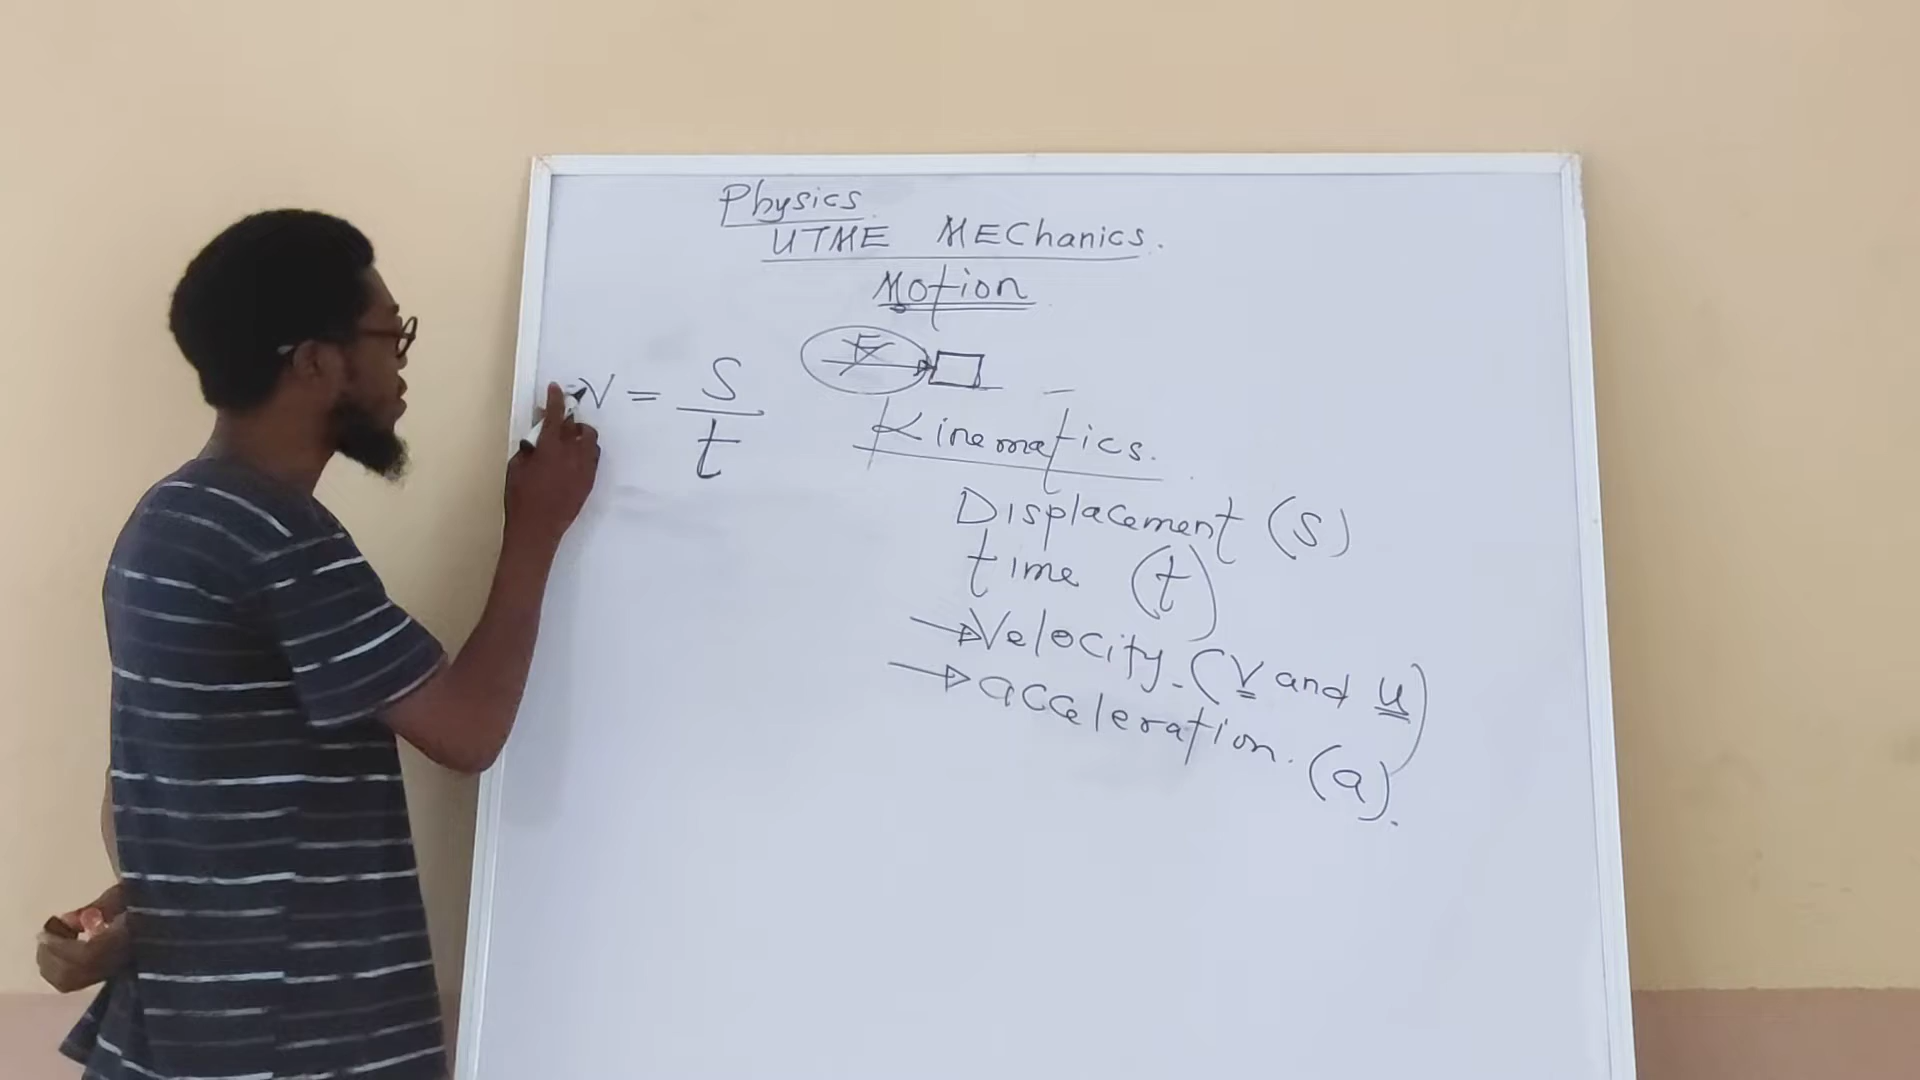 Physics
UTME MEChanics.
Motion
F
V = S
t
Kinematics.
Displacement (S)
time (t)
Velocity. (V and u)
acceleration. (a).